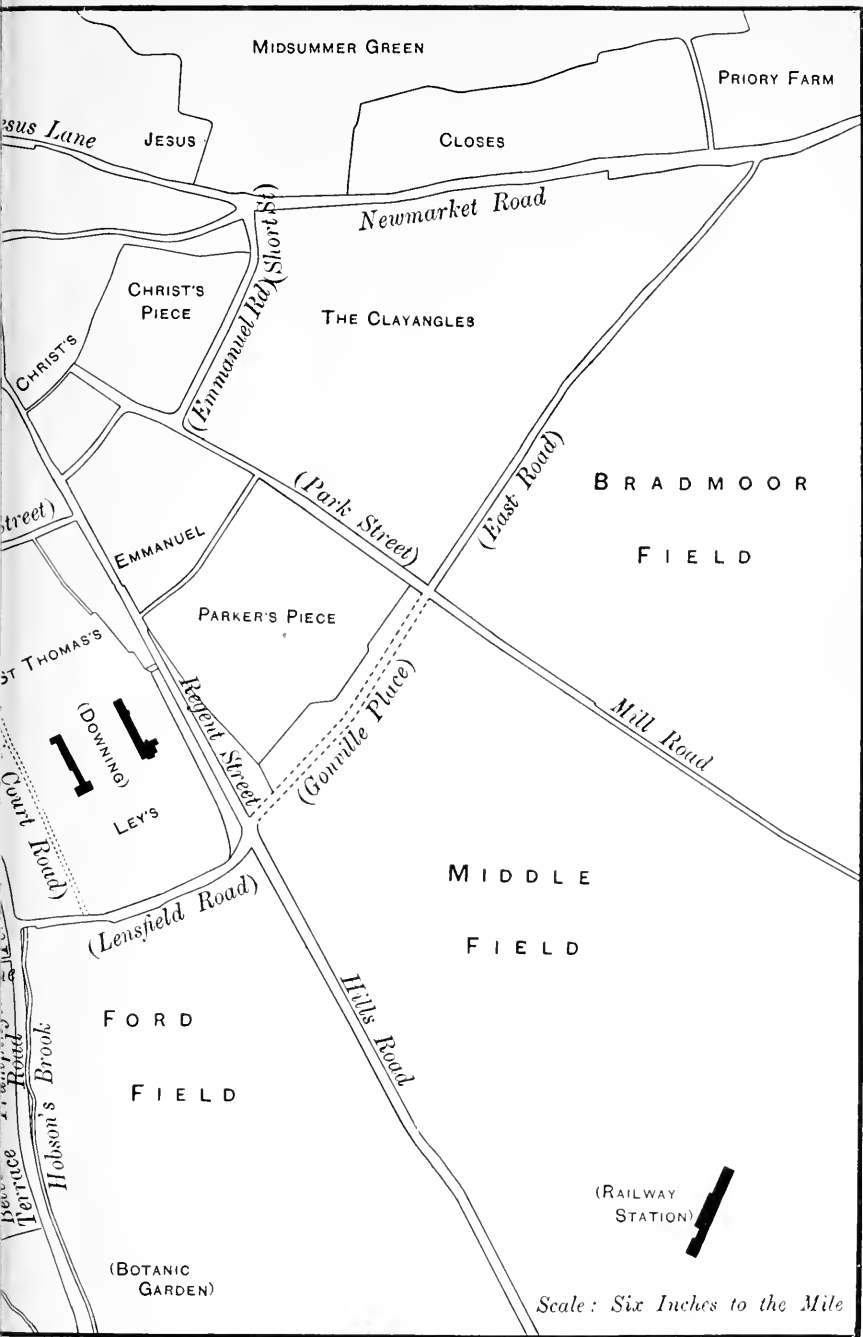 MIDSUMMER GREEN
PRIORY FARM
Lane
JESUS
CLOSES
Newmarket Road
(Short St)
(Emmanuel Rd)
CHRIST'S
PIECE
THE CLAYANGLES
CHRIST'S
(Park Street)
(East Road)
BRADMOOR
FIELD
Street)
EMMANUEL
PARKER'S PIECE
ST THOMAS'S
(DOWNING)
LEY'S
Regent Street
(Gonville Place)
Mill Road
Court Road)
(Lensfield Road)
MIDDLE
FIELD
FORD
FIELD
Hills Road
Road
Hobson's Brook
Terrace
(RAILWAY
STATION)
(BOTANIC
GARDEN)
Scale: Six Inches to the Mile